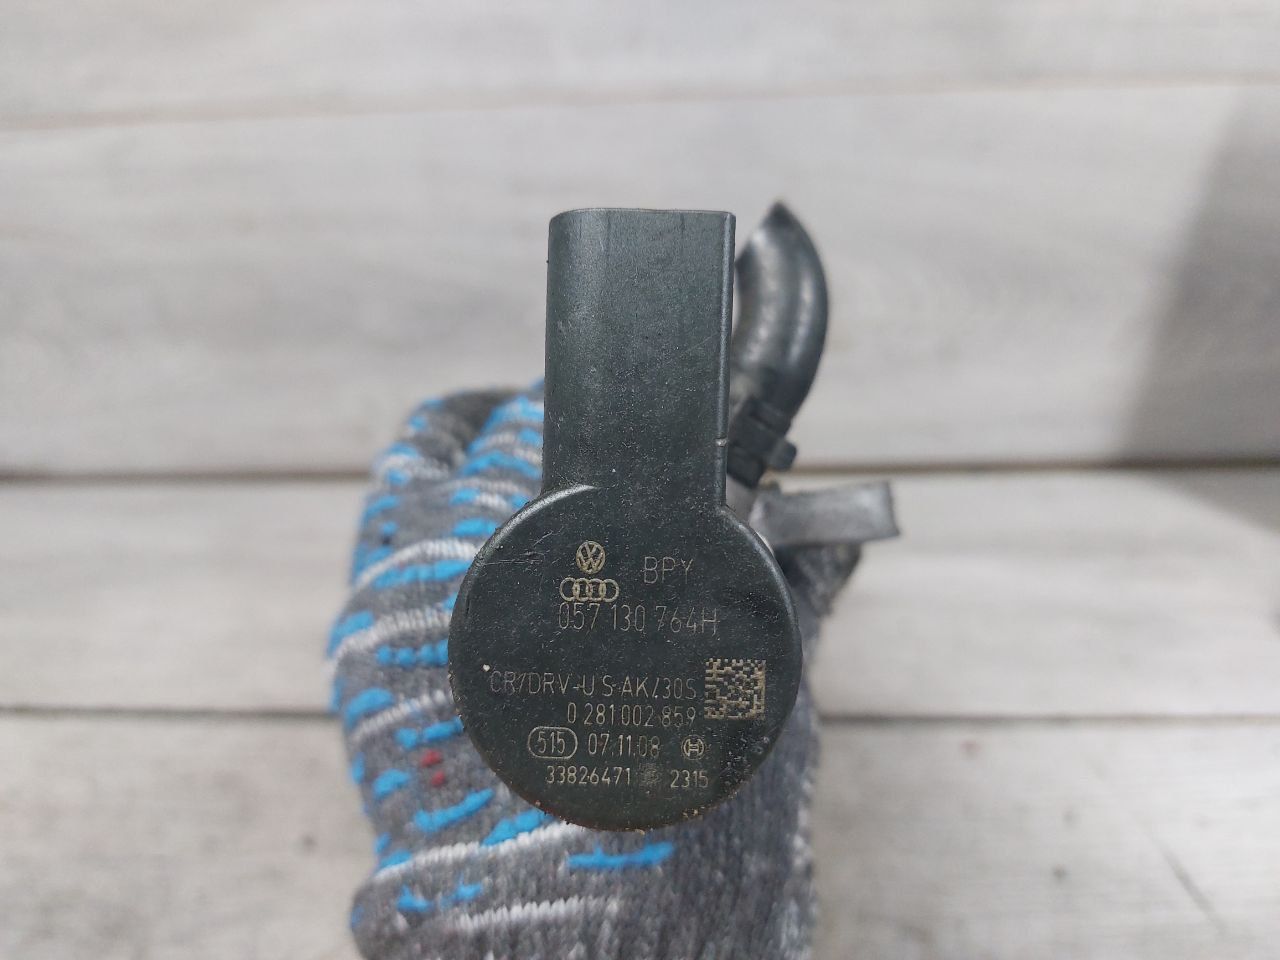 BPY
057 130 764H
CR/DRV-U S-AK/30S
0 281 002 859
515 07.11.08
33826471 2315